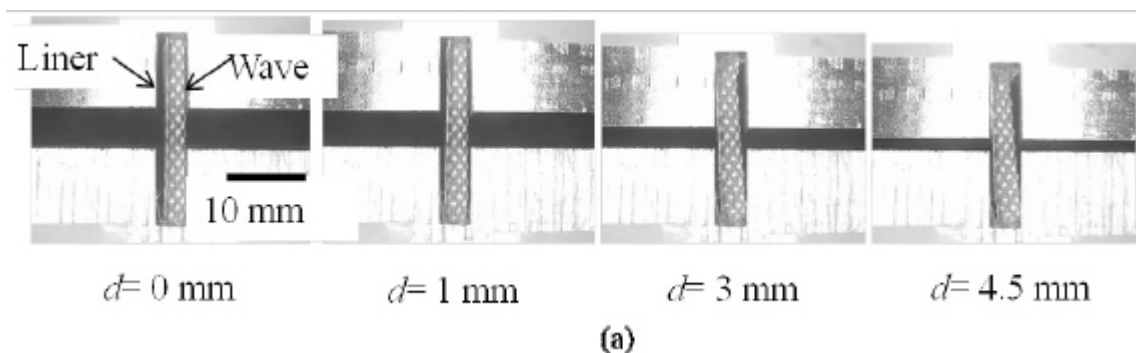 Liner
Wave
10 mm
d= 0 mm
d= 1 mm
d= 3 mm
d= 4.5 mm
(a)